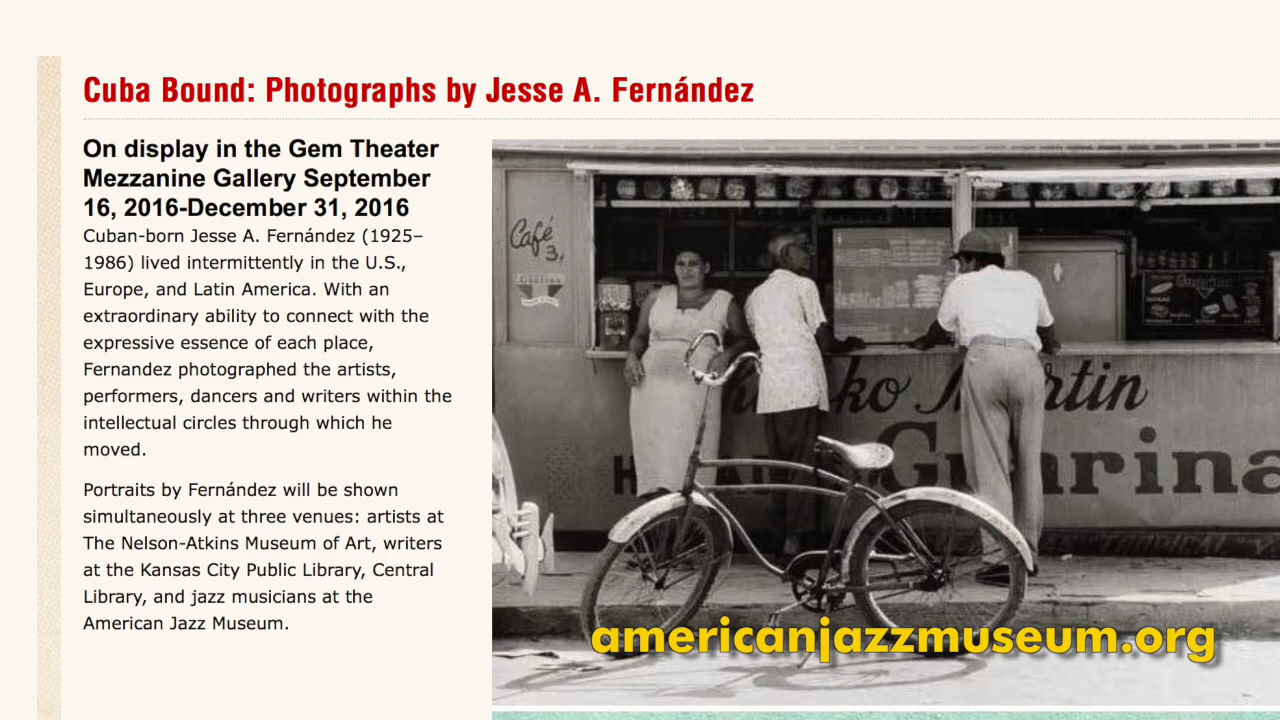 Cuba Bound: Photographs by Jesse A. Fernández
On display in the Gem Theater
Mezzanine Gallery September
16, 2016-December 31, 2016
Cuban-born Jesse A. Fernández (1925–
1986) lived intermittently in the U.S.,
Europe, and Latin America. With an
extraordinary ability to connect with the
expressive essence of each place,
Fernandez photographed the artists,
performers, dancers and writers within the
intellectual circles through which he
moved.
Portraits by Fernández will be shown
simultaneously at three venues: artists at
The Nelson-Atkins Museum of Art, writers
at the Kansas City Public Library, Central
Library, and jazz musicians at the
American Jazz Museum.
Café
3¸
Guarina
americanjazzmuseum.org